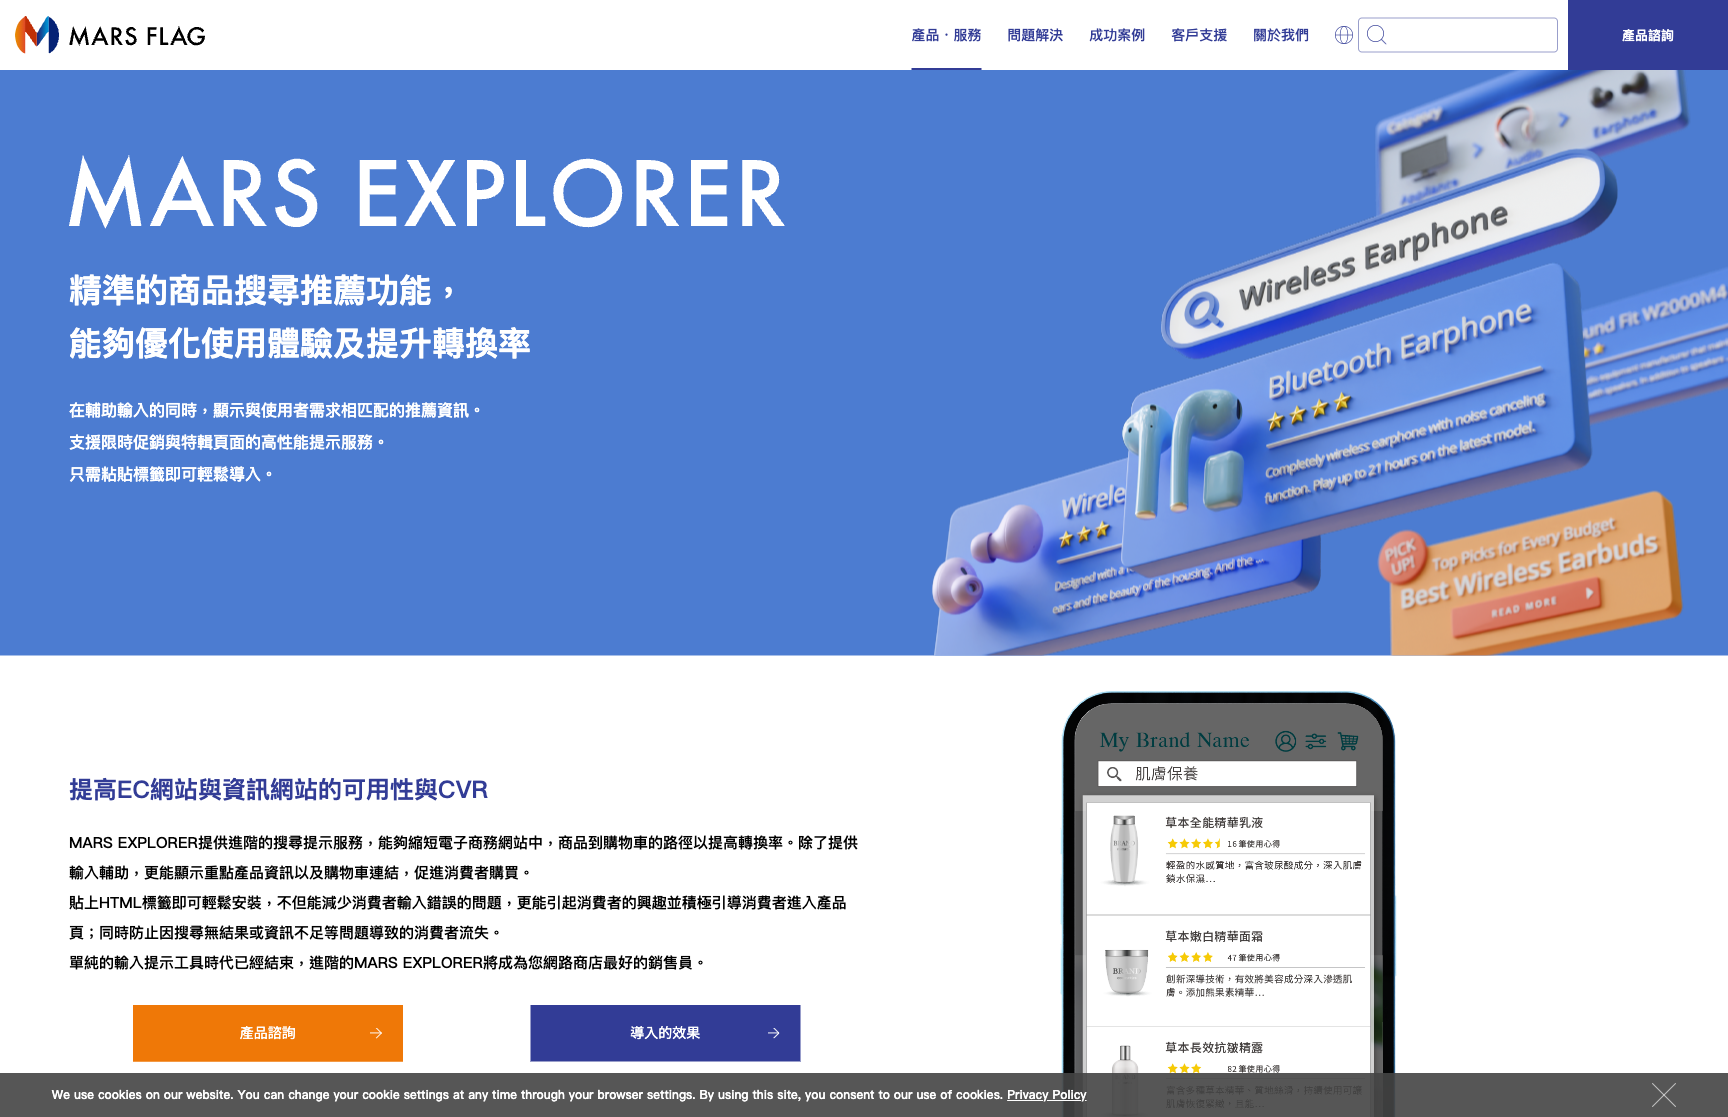 MARS FLAG
產品・服務
問題解決
成功案例
客戶支援
關於我們
產品諮詢
MARS EXPLORER
精準的商品搜尋推薦功能，
能夠優化使用體驗及提升轉換率
在輔助輸入的同時，顯示與使用者需求相匹配的推薦資訊。
支援限時促銷與特輯頁面的高性能提示服務。
只需粘貼標籤即可輕鬆導入。
Category
Appliance
Audio
Earphone
Wireless Earphone
Bluetooth Earphone
Completely wireless earphone with noise canceling
function. Play up to 21 hours on the latest model.
und Fit W2000M4
Wirele
Designed with a
ears and the beauty of the housing. And the ...
PICK
UP!
Top Picks for Every Budget
Best Wireless Earbuds
READ MORE
提高EC網站與資訊網站的可用性與CVR
MARS EXPLORER提供進階的搜尋提示服務，能夠縮短電子商務網站中，商品到購物車的路徑以提高轉換率。除了提供
輸入輔助，更能顯示重點產品資訊以及購物車連結，促進消費者購買。
貼上HTML標籤即可輕鬆安裝，不但能減少消費者輸入錯誤的問題，更能引起消費者的興趣並積極引導消費者進入產品
頁；同時防止因搜尋無結果或資訊不足等問題導致的消費者流失。
單純的輸入提示工具時代已經結束，進階的MARS EXPLORER將成為您網路商店最好的銷售員。
產品諮詢
導入的效果
My Brand Name
肌膚保養
草本全能精華乳液
16 筆使用心得
輕盈的水感質地，富含玻尿酸成分，深入肌膚
鎖水保濕...
草本嫩白精華面霜
47 筆使用心得
創新深導技術，有效將美容成分深入滲透肌
膚。添加熊果素精華...
BRAND
草本長效抗皺精露
82 筆使用心得
We use cookies on our website. You can change your cookie settings at any time through your browser settings. By using this site, you consent to our use of cookies. Privacy Policy